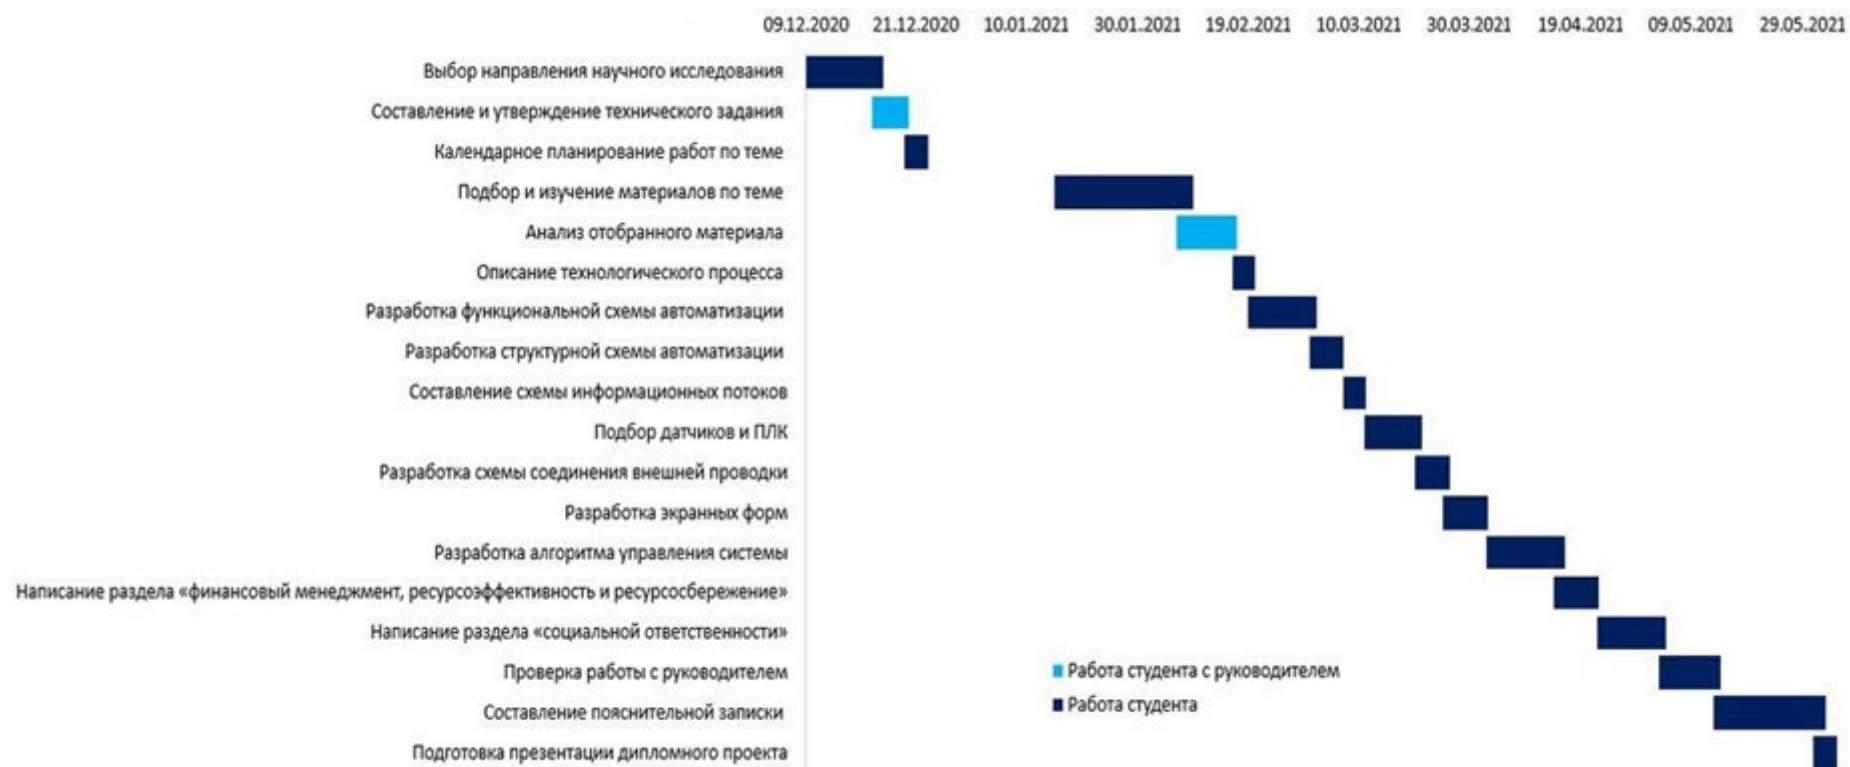 09.12.2020 21.12.2020 10.01.2021 30.01.2021 19.02.2021 10.03.2021 30.03.2021 19.04.2021 09.05.2021 29.05.2021
Выбор направления научного исследования
Составление и утверждение технического задания
Календарное планирование работ по теме
Подбор и изучение материалов по теме
Анализ отобранного материала
Описание технологического процесса
Разработка функциональной схемы автоматизации
Разработка структурной схемы автоматизации
Составление схемы информационных потоков
Подбор датчиков и ПЛК
Разработка схемы соединения внешней проводки
Разработка экранных форм
Разработка алгоритма управления системы
Написание раздела «финансовый менеджмент, ресурсоэффективность и ресурсосбережение»
Написание раздела «социальной ответственности»
Проверка работы с руководителем
Составление пояснительной записки
Подготовка презентации дипломного проекта
Работа студента с руководителем
Работа студента